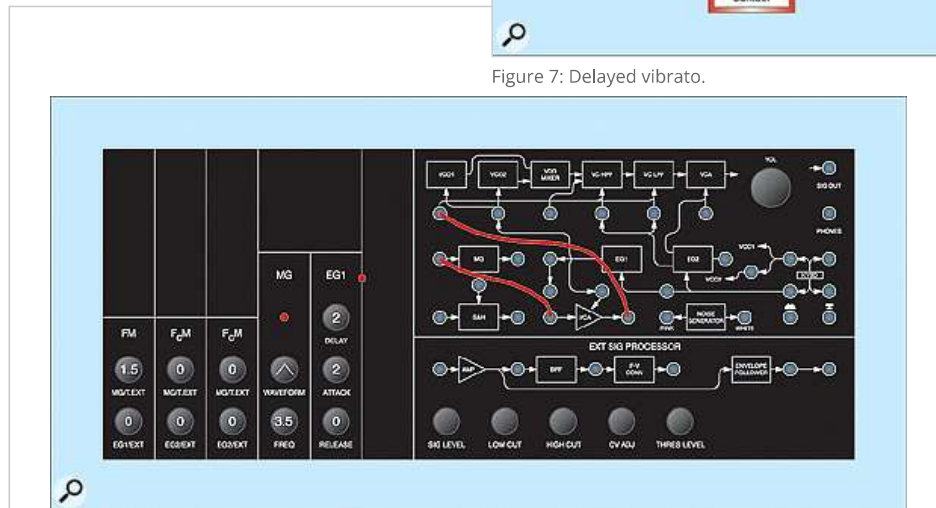 Figure 7: Delayed vibrato.
VCO1
VCO2
VCO
MIXER
VC HPF
VC LPF
VCA
VOL
SIG OUT
PHONES
MG
EG1
EG2
VCO1
VCO2
S&H
VCA
PINK
NOISE
GENERATOR
WHITE
MG
EG1
2
DELAY
FM
FcM
FcM
1.5
0
0
2
MG/T.EXT
MG/T.EXT
MG/T.EXT
WAVEFORM
ATTACK
0
0
0
3.5
0
EG1/EXT
EG2/EXT
EG2/EXT
FREQ
RELEASE
EXT SIG PROCESSOR
AMP
BPF
F-V
CONV
ENVELOPE
FOLLOWER
SIG LEVEL
LOW CUT
HIGH CUT
CV ADJ
THRES LEVEL